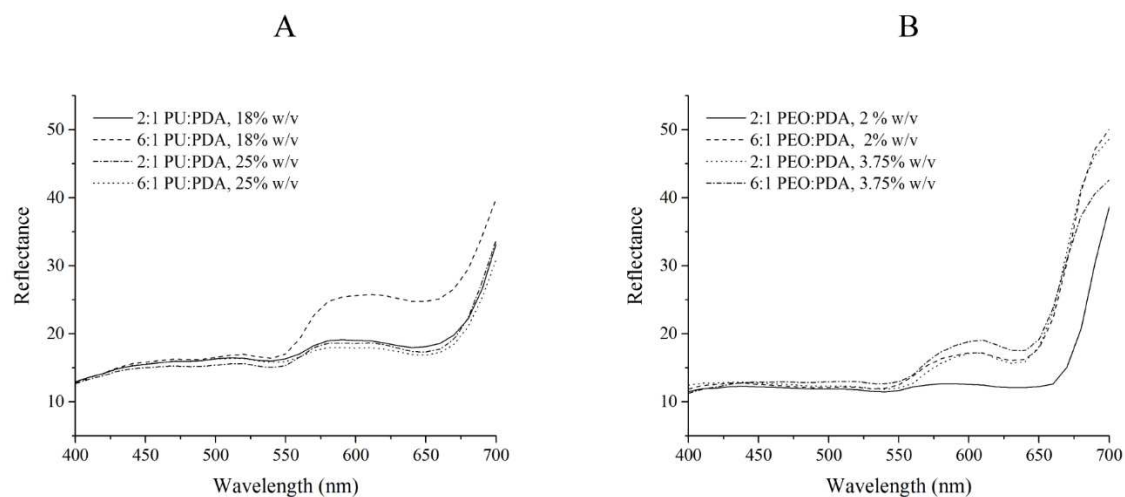 A
2:1 PU:PDA, 18% w/v
6:1 PU:PDA, 18% w/v
2:1 PU:PDA, 25% w/v
6:1 PU:PDA, 25% w/v
50
40
30
20
10
Reflectance
400 450 500 550 600 650 700
Wavelength (nm)
B
2:1 PEO:PDA, 2 % w/v
6:1 PEO:PDA, 2% w/v
2:1 PEO:PDA, 3.75% w/v
6:1 PEO:PDA, 3.75% w/v
50
40
30
20
10
Reflectance
400 450 500 550 600 650 700
Wavelength (nm)